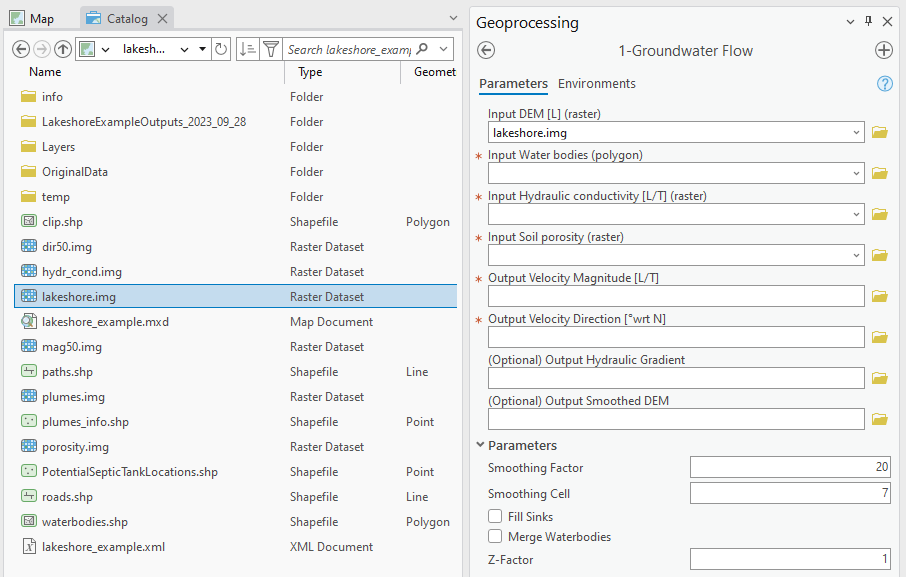 Map
Catalog
lakesh...
Search lakeshore_examp
Name Type Geomet
info Folder
LakeshoreExampleOutputs_2023_09_28 Folder
Layers Folder
OriginalData Folder
temp Folder
clip.shp Shapefile Polygon
dir50.img Raster Dataset
hydr_cond.img Raster Dataset
lakeshore.img Raster Dataset
lakeshore_example.mxd Map Document
mag50.img Raster Dataset
paths.shp Shapefile Line
plumes.img Raster Dataset
plumes_info.shp Shapefile Point
porosity.img Raster Dataset
PotentialSepticTankLocations.shp Shapefile Point
roads.shp Shapefile Line
waterbodies.shp Shapefile Polygon
lakeshore_example.xml XML Document
Geoprocessing
1-Groundwater Flow
Parameters Environments
Input DEM [L] (raster)
lakeshore.img
* Input Water bodies (polygon)
* Input Hydraulic conductivity [L/T] (raster)
* Input Soil porosity (raster)
* Output Velocity Magnitude [L/T]
* Output Velocity Direction [°wrt N]
(Optional) Output Hydraulic Gradient
(Optional) Output Smoothed DEM
Parameters
Smoothing Factor 20
Smoothing Cell 7
Fill Sinks
Merge Waterbodies
Z-Factor 1